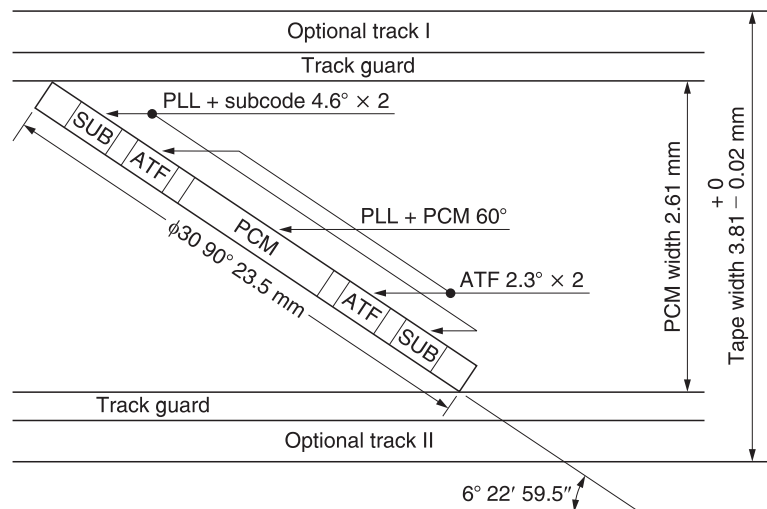 Optional track I
Track guard
PLL + subcode 4.6° × 2
SUB
ATF
PLL + PCM 60°
PCM
ϕ30 90° 23.5 mm
ATF 2.3° × 2
ATF
SUB
PCM width 2.61 mm
Tape width 3.81 + 0 − 0.02 mm
Track guard
Optional track II
6° 22′ 59.5″